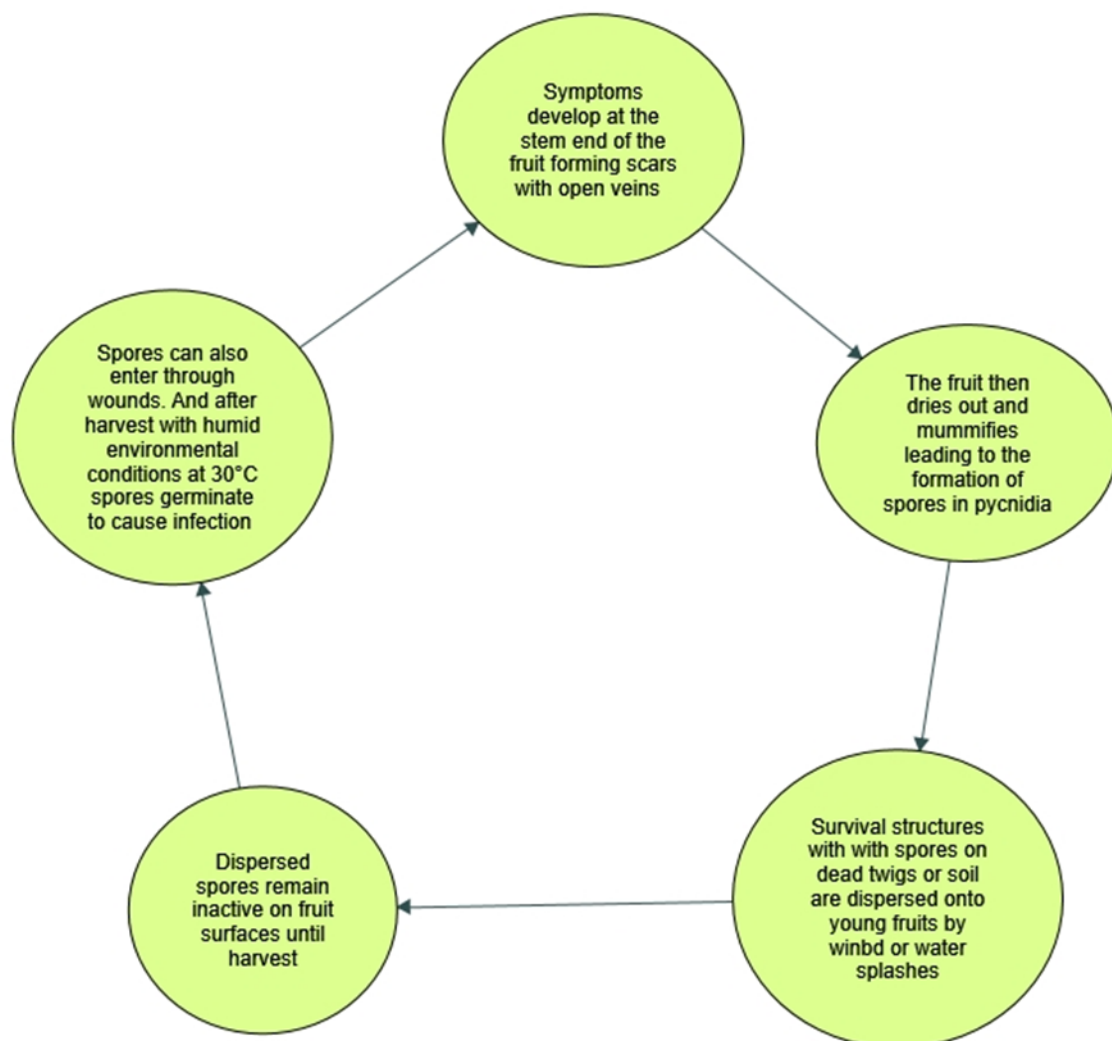 Symptoms
develop at the
stem end of the
fruit forming scars
with open veins
The fruit then
dries out and
mummifies
leading to the
formation of
spores in pycnidia
Survival structures
with with spores on
dead twigs or soil
are dispersed onto
young fruits by
winbd or water
splashes
Dispersed
spores remain
inactive on fruit
surfaces until
harvest
Spores can also
enter through
wounds. And after
harvest with humid
environmental
conditions at 30°C
spores germinate
to cause infection